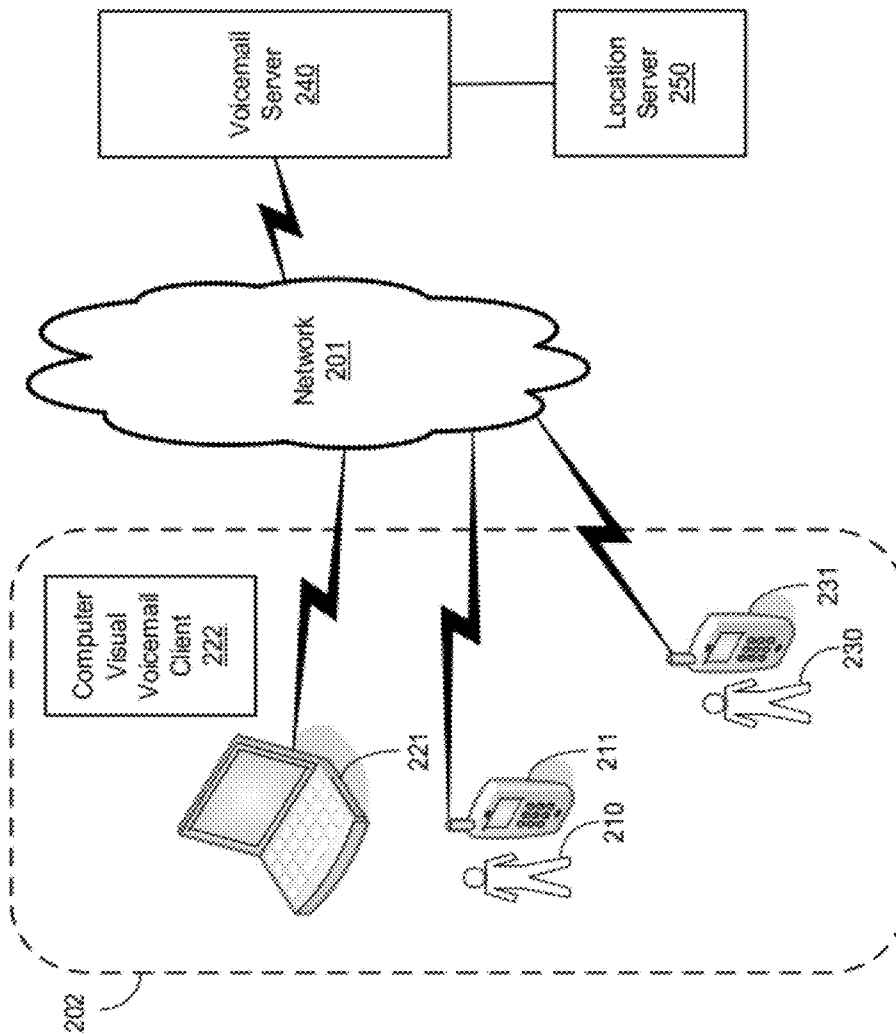 202
Computer
Visual
Voicemail
Client
222
221
211
210
231
230
Network
201
Voicemail
Server
240
Location
Server
250